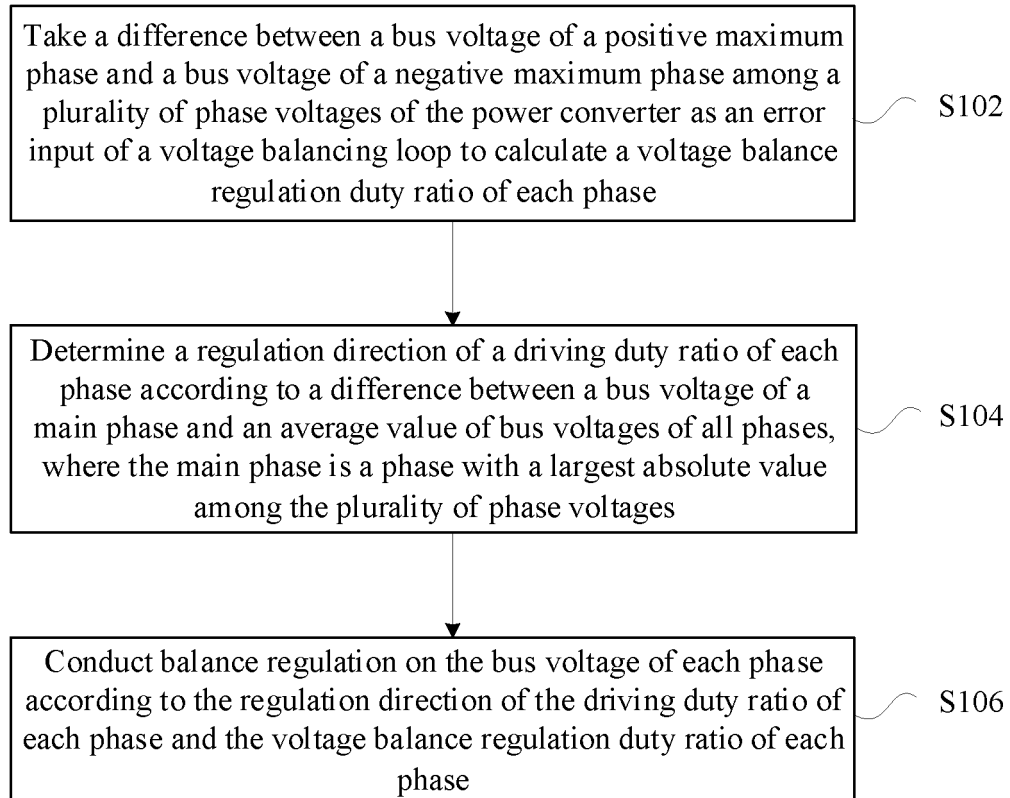 Take a difference between a bus voltage of a positive maximum
phase and a bus voltage of a negative maximum phase among a
plurality of phase voltages of the power converter as an error
input of a voltage balancing loop to calculate a voltage balance
regulation duty ratio of each phase
S102
Determine a regulation direction of a driving duty ratio of each
phase according to a difference between a bus voltage of a
main phase and an average value of bus voltages of all phases,
where the main phase is a phase with a largest absolute value
among the plurality of phase voltages
S104
Conduct balance regulation on the bus voltage of each phase
according to the regulation direction of the driving duty ratio of
each phase and the voltage balance regulation duty ratio of each
phase
S106